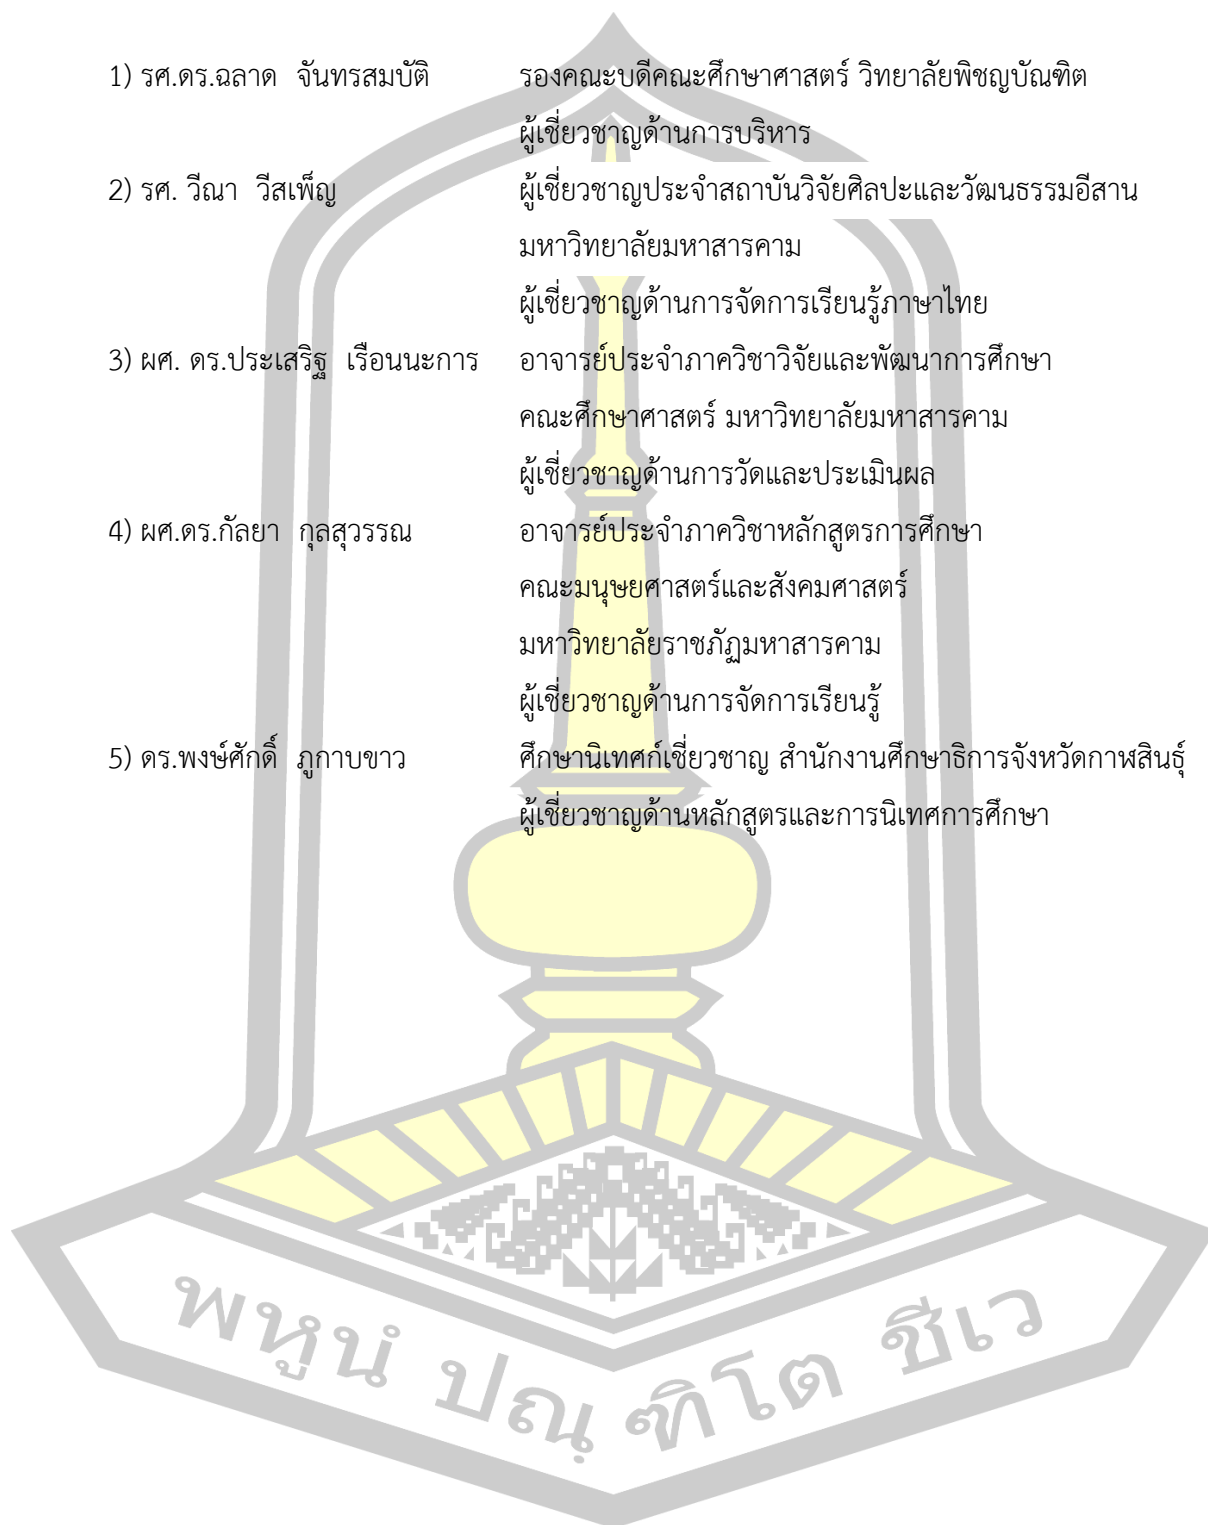 1) รศ.ดร.ฉลาด จันทรสมบัติ รองคณะบดีคณะศึกษาศาสตร์ วิทยาลัยพิชญบัณฑิต
ผู้เชี่ยวชาญด้านการบริหาร
2) รศ. วีณา วีสเพ็ญ ผู้เชี่ยวชาญประจำสถาบันวิจัยศิลปะและวัฒนธรรมอีสาน
มหาวิทยาลัยมหาสารคาม
ผู้เชี่ยวชาญด้านการจัดการเรียนรู้ภาษาไทย
3) ผศ. ดร.ประเสริฐ เรือนนะการ อาจารย์ประจำภาควิชาวิจัยและพัฒนาการศึกษา
คณะศึกษาศาสตร์ มหาวิทยาลัยมหาสารคาม
ผู้เชี่ยวชาญด้านการวัดและประเมินผล
4) ผศ.ดร.กัลยา กุลสุวรรณ อาจารย์ประจำภาควิชาหลักสูตรการศึกษา
คณะมนุษยศาสตร์และสังคมศาสตร์
มหาวิทยาลัยราชภัฏมหาสารคาม
ผู้เชี่ยวชาญด้านการจัดการเรียนรู้
5) ดร.พงษ์ศักดิ์ ภูกาบขาว ศึกษานิเทศก์เชี่ยวชาญ สำนักงานศึกษาธิการจังหวัดกาฬสินธุ์
ผู้เชี่ยวชาญด้านหลักสูตรและการนิเทศการศึกษา
พหูนํ ปณฺ ฑิโต ชีเว